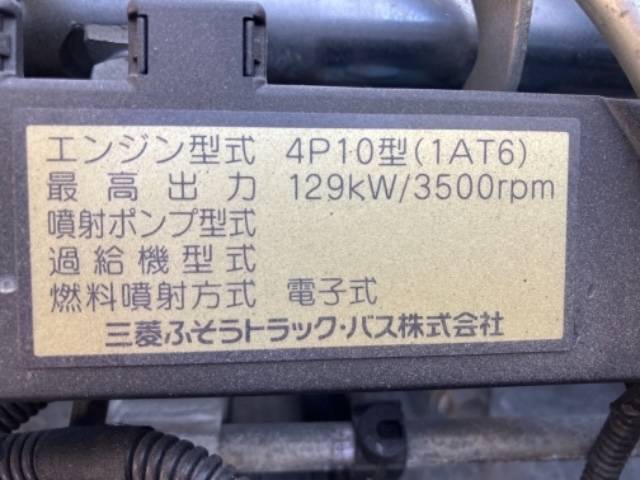 エンジン型式 4P10型(1AT6)
最高出力 129kW/3500rpm
噴射ポンプ型式
過給機型式
燃料噴射方式 電子式
三菱ふそうトラック・バス株式会社